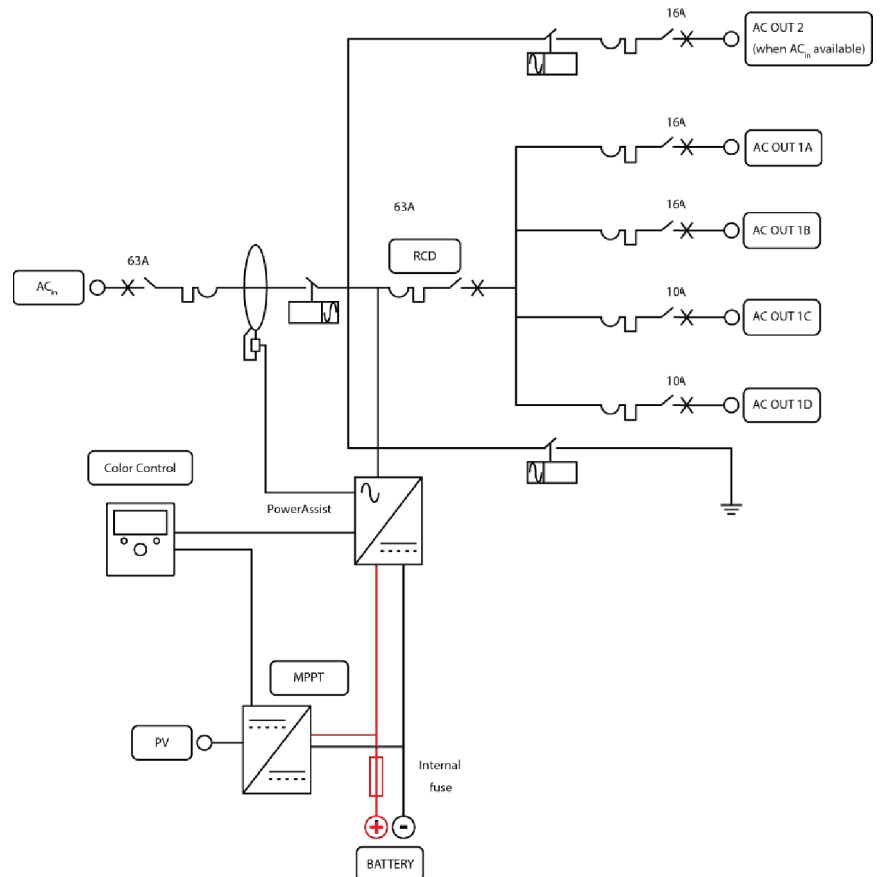 16A
AC OUT 2
(when ACin available)
16A
AC OUT 1A
63A
16A
AC OUT 1B
RCD
63A
ACin
10A
AC OUT 1C
10A
AC OUT 1D
Color Control
PowerAssist
MPPT
PV
Internal
fuse
+ -
BATTERY